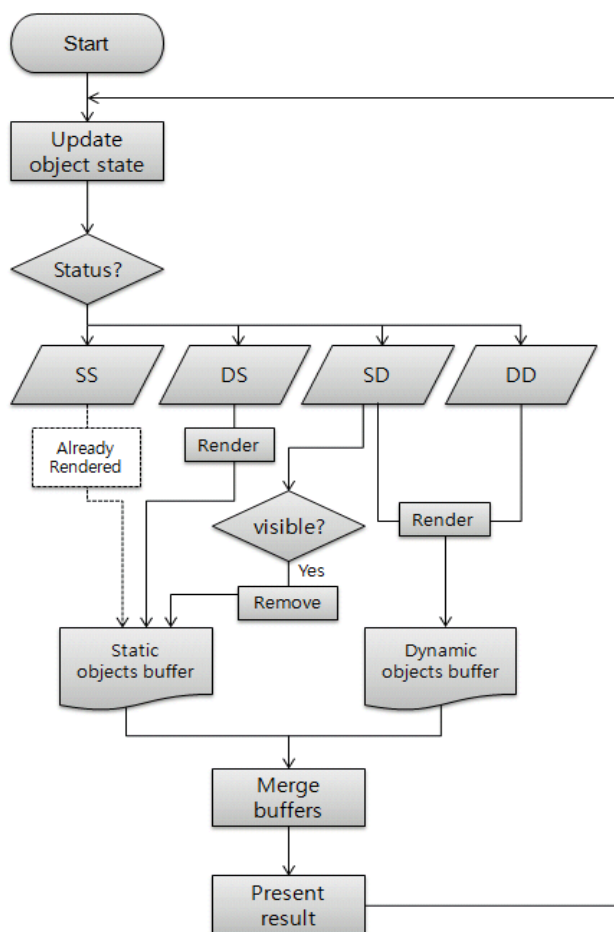 Start
Update
object state
Status?
SS
DS
SD
DD
Already
Rendered
Render
visible?
Render
Yes
Remove
Static
objects buffer
Dynamic
objects buffer
Merge
buffers
Present
result